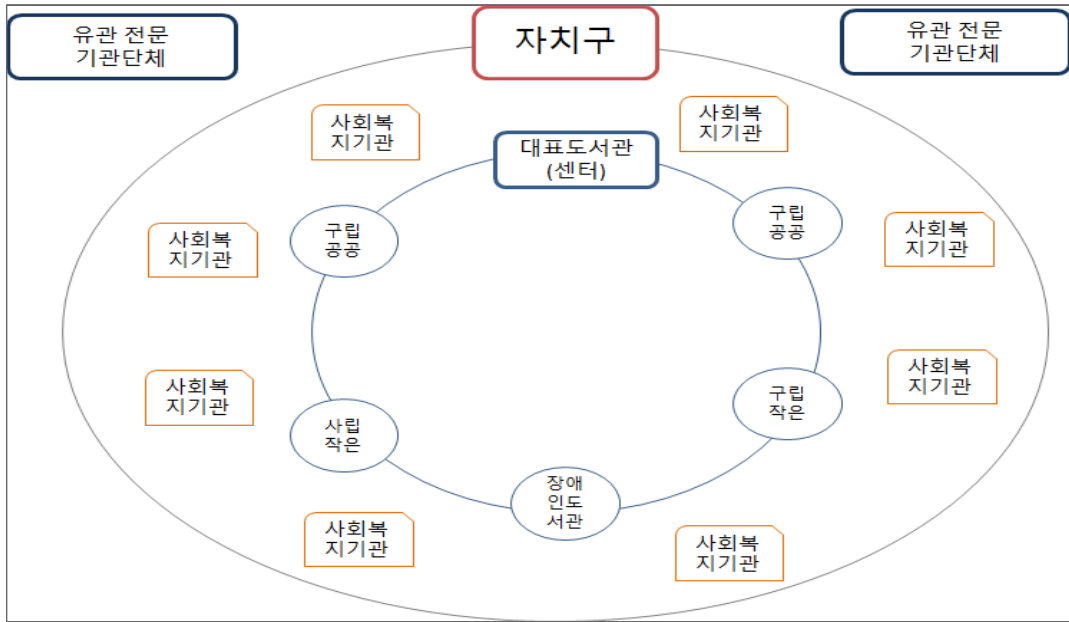 유관 전문
기관단체
자치구
유관 전문
기관단체
사회복
지기관
사회복
지기관
대표도서관
(센터)
구립
공공
구립
공공
사회복
지기관
사회복
지기관
사회복
지기관
사회복
지기관
사립
작은
구립
작은
장애
인도
서관
사회복
지기관
사회복
지기관